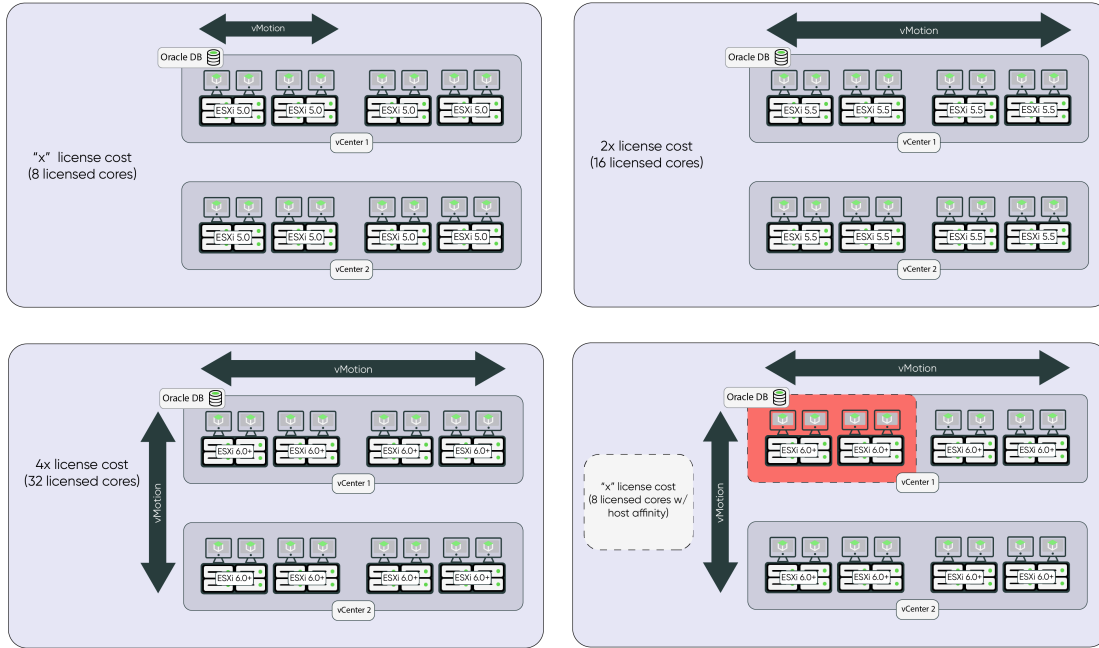 vMotion
Oracle DB
ESXi 5.0 ESXi 5.0 ESXi 5.0 ESXi 5.0
vCenter 1
“x” license cost
(8 licensed cores)
ESXi 5.0 ESXi 5.0 ESXi 5.0 ESXi 5.0
vCenter 2
vMotion
Oracle DB
ESXi 5.5 ESXi 5.5 ESXi 5.5 ESXi 5.5
vCenter 1
2x license cost
(16 licensed cores)
ESXi 5.5 ESXi 5.5 ESXi 5.5 ESXi 5.5
vCenter 2
vMotion
Oracle DB
ESXi 6.0+ ESXi 6.0+ ESXi 6.0+ ESXi 6.0+
vCenter 1
4x license cost
(32 licensed cores)
vMotion
ESXi 6.0+ ESXi 6.0+ ESXi 6.0+ ESXi 6.0+
vCenter 2
vMotion
Oracle DB
ESXi 6.0+ ESXi 6.0+ ESXi 6.0+ ESXi 6.0+
vCenter 1
“x” license cost
(8 licensed cores w/
host affinity)
vMotion
ESXi 6.0+ ESXi 6.0+ ESXi 6.0+ ESXi 6.0+
vCenter 2